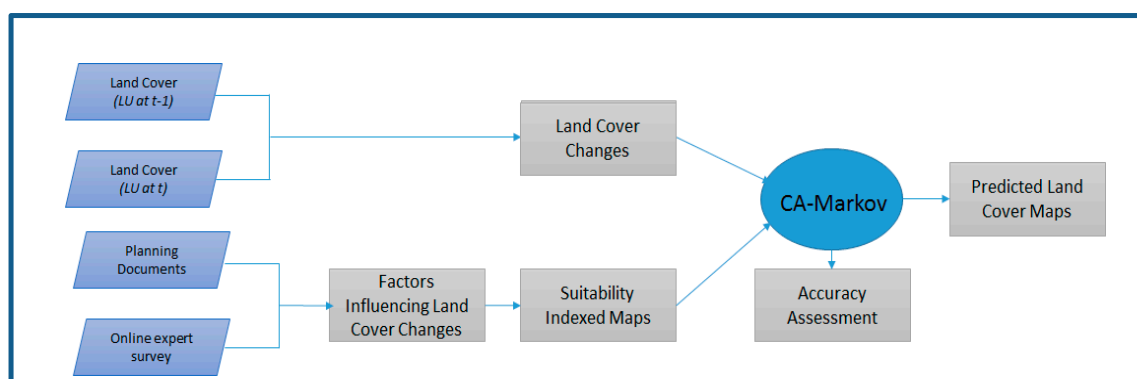 Land Cover
(LU at t-1)
Land Cover
(LU at t)
Planning
Documents
Online expert
survey
Factors
Influencing Land
Cover Changes
Land Cover
Changes
Suitability
Indexed Maps
CA-Markov
Accuracy
Assessment
Predicted Land
Cover Maps